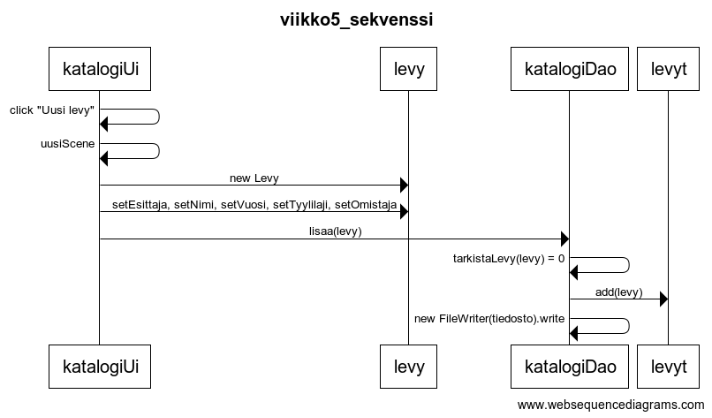 viikko5_sekvenssi
katalogiUi levy katalogiDao levyt
click "Uusi levy"
uusiScene
new Levy
setEsittaja, setNimi, setVuosi, setTyylilaji, setOmistaja
lisaa(levy)
tarkistaLevy(levy) = 0
add(levy)
new FileWriter(tiedosto).write
katalogiUi levy katalogiDao levyt
www.websequencediagrams.com